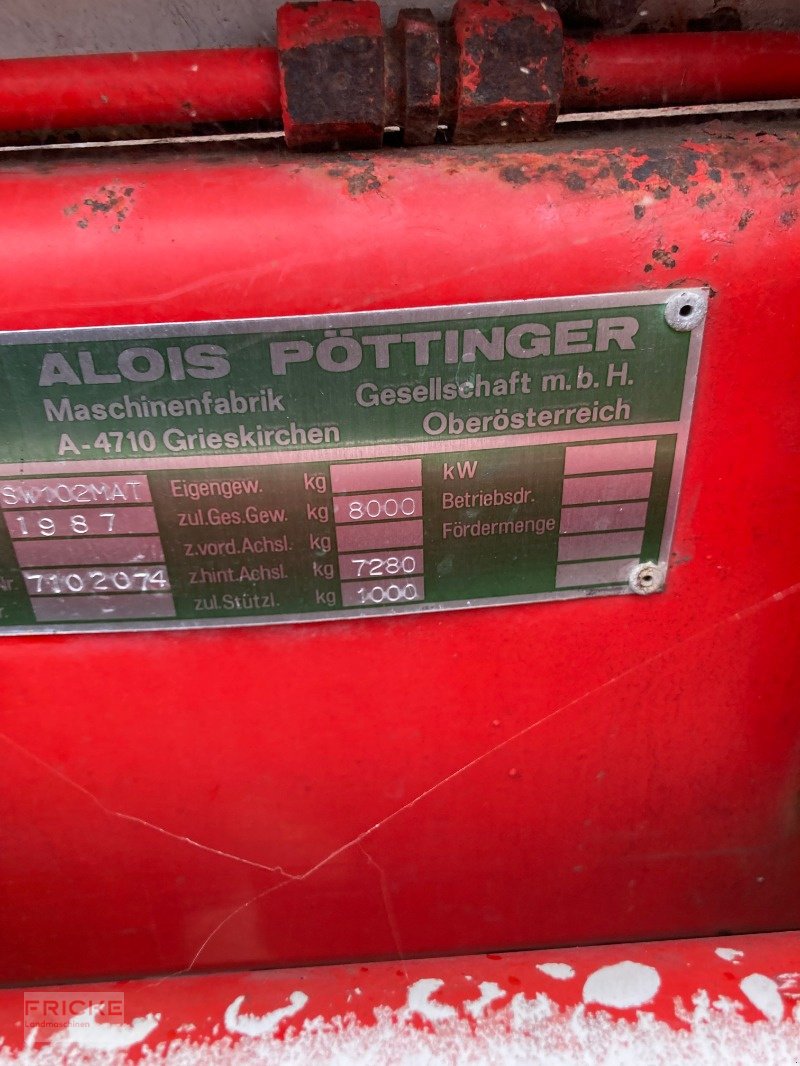 ALOIS PÖTTINGER
Maschinenfabrik Gesellschaft m.b.H.
A-4710 Grieskirchen Oberösterreich
SW102MAT Eigengew. kg kW
1987 zul.Ges.Gew. kg 8000 Betriebsdr.
z.vord.Achsl. kg Fördermenge
Nr. 7102074 z.hint.Achsl. kg 7280
zul.Stützl. kg 1000
FRICKE
Landmaschinen